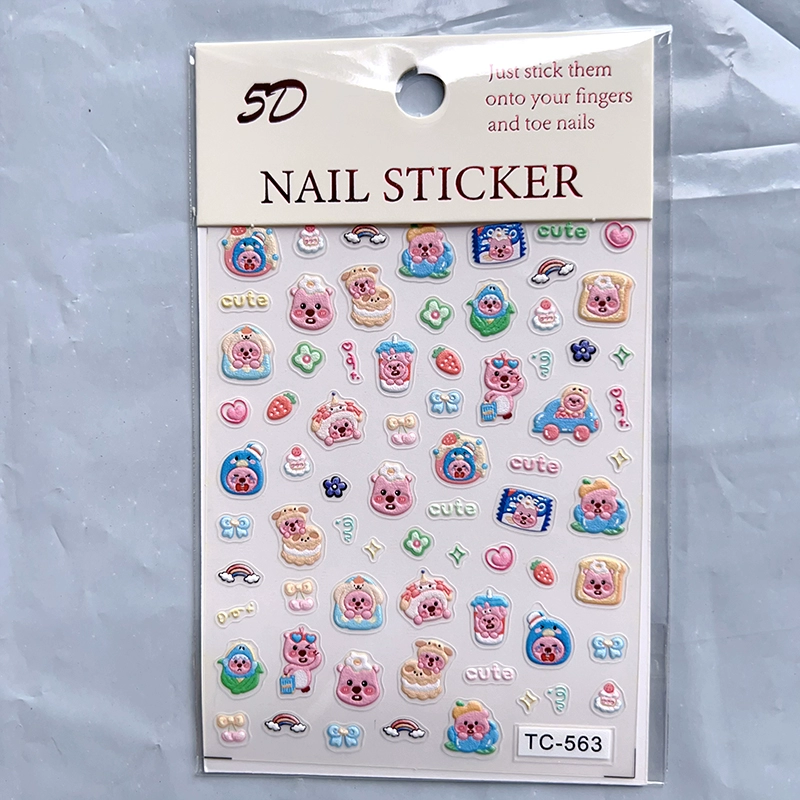 5D
Just stick them
onto your fingers
and toe nails
NAIL STICKER
cute
cute
cute
cute
cute
TC-563